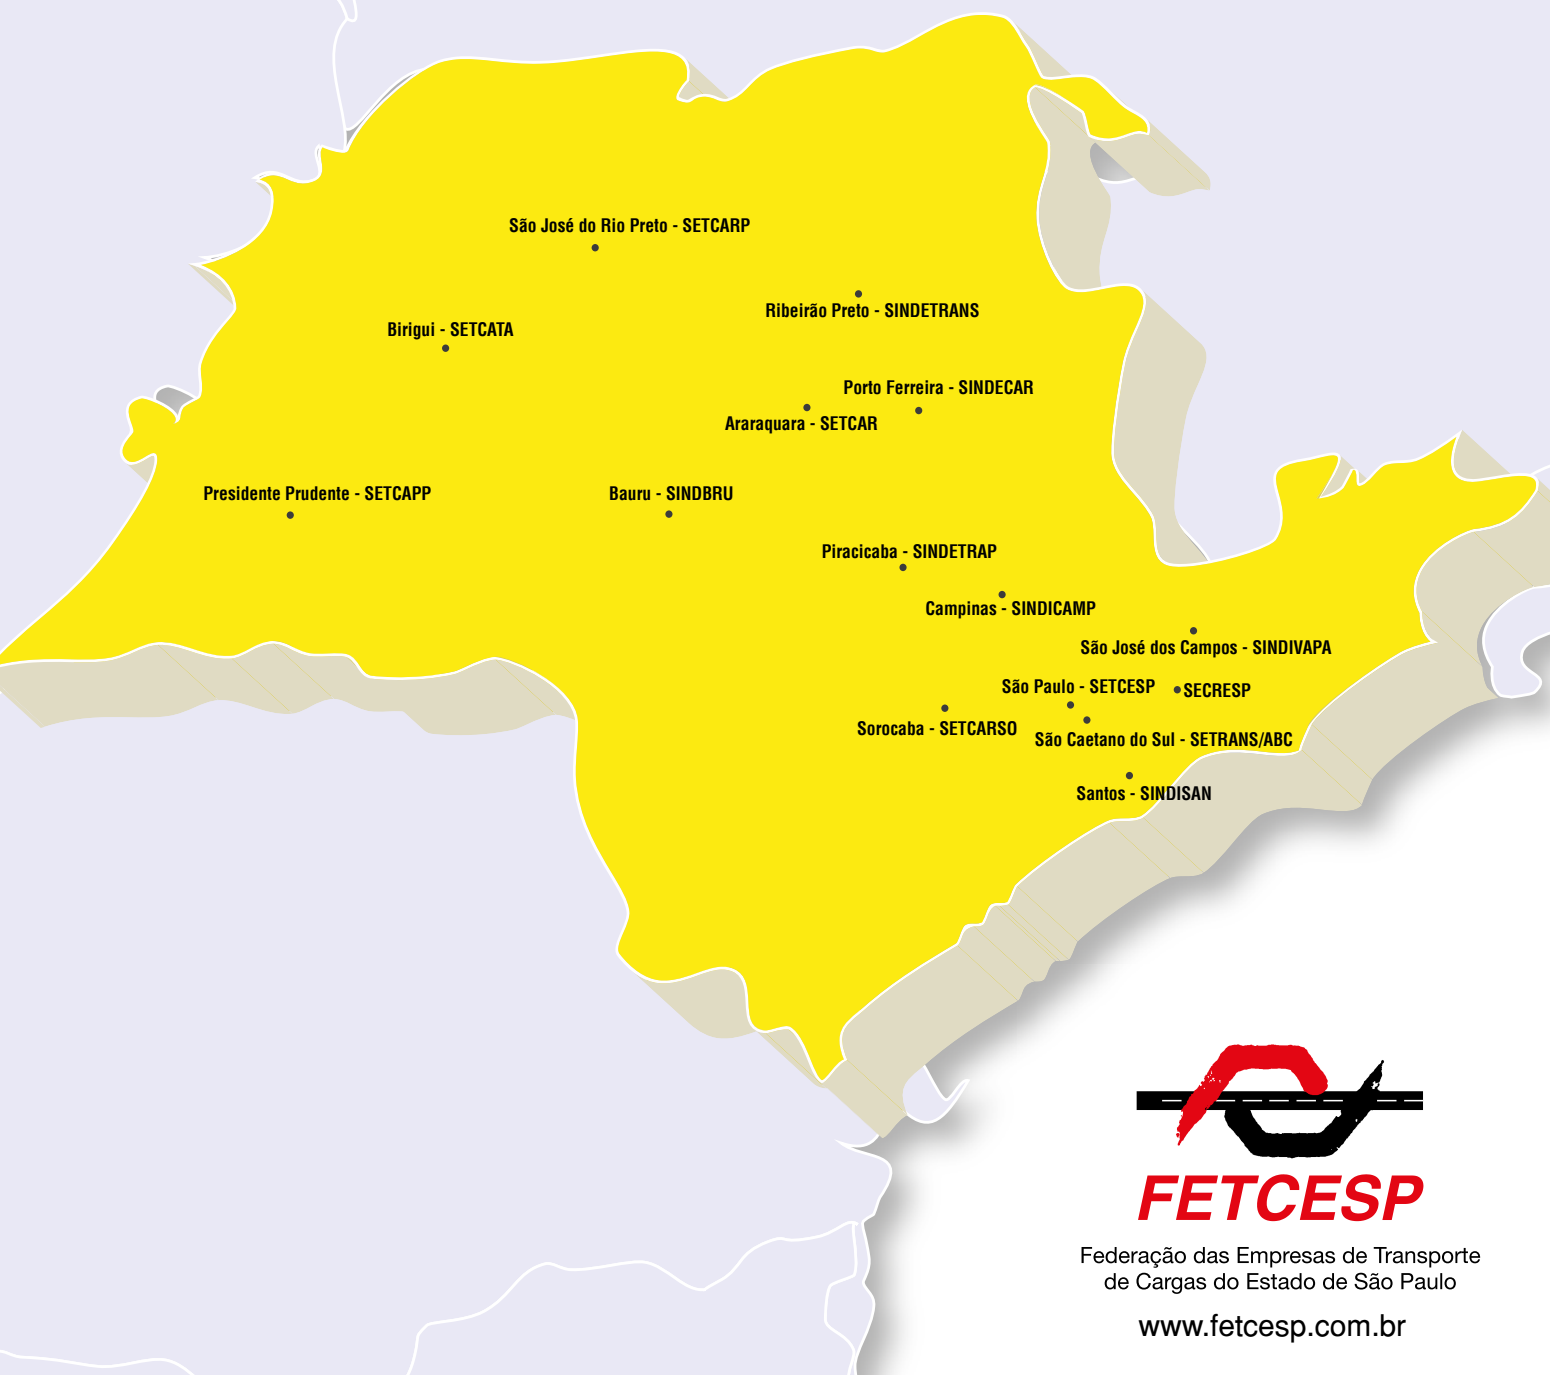 São José do Rio Preto - SETCARP
Ribeirão Preto - SINDETRANS
Birigui - SETCATA
Porto Ferreira - SINDECAR
Araraquara - SETCAR
Presidente Prudente - SETCAPP
Bauru - SINDBRU
Piracicaba - SINDETRAP
Campinas - SINDICAMP
São José dos Campos - SINDIVAPA
São Paulo - SETCESP
SECRESP
Sorocaba - SETCARSO
São Caetano do Sul - SETRANS/ABC
Santos - SINDISAN
FETCESP
Federação das Empresas de Transporte
de Cargas do Estado de São Paulo
www.fetcesp.com.br